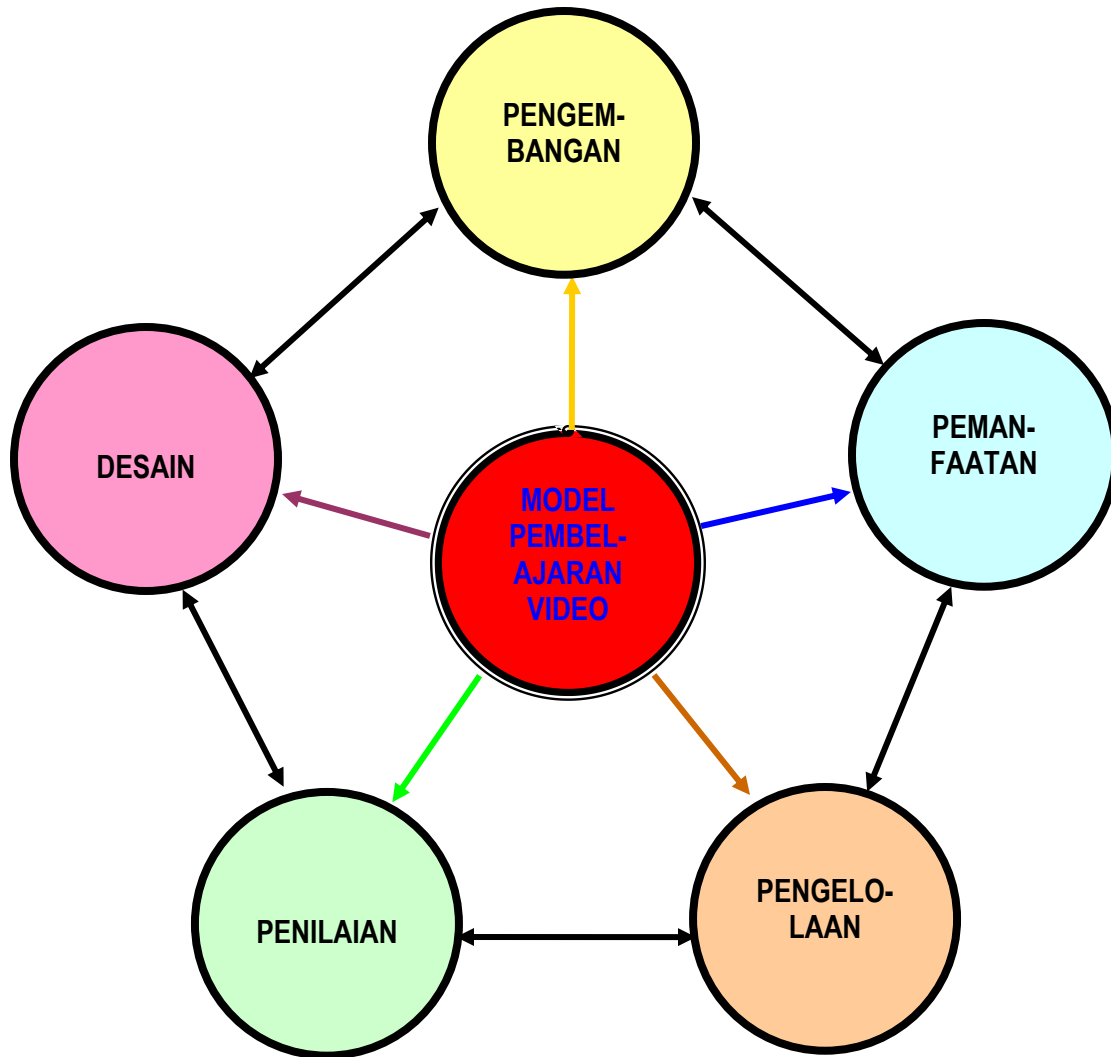 PENGEM-
BANGAN
PEMAN-
FAATAN
DESAIN
MODEL
PEMBEL-
AJARAN
VIDEO
PENGELO-
LAAN
PENILAIAN